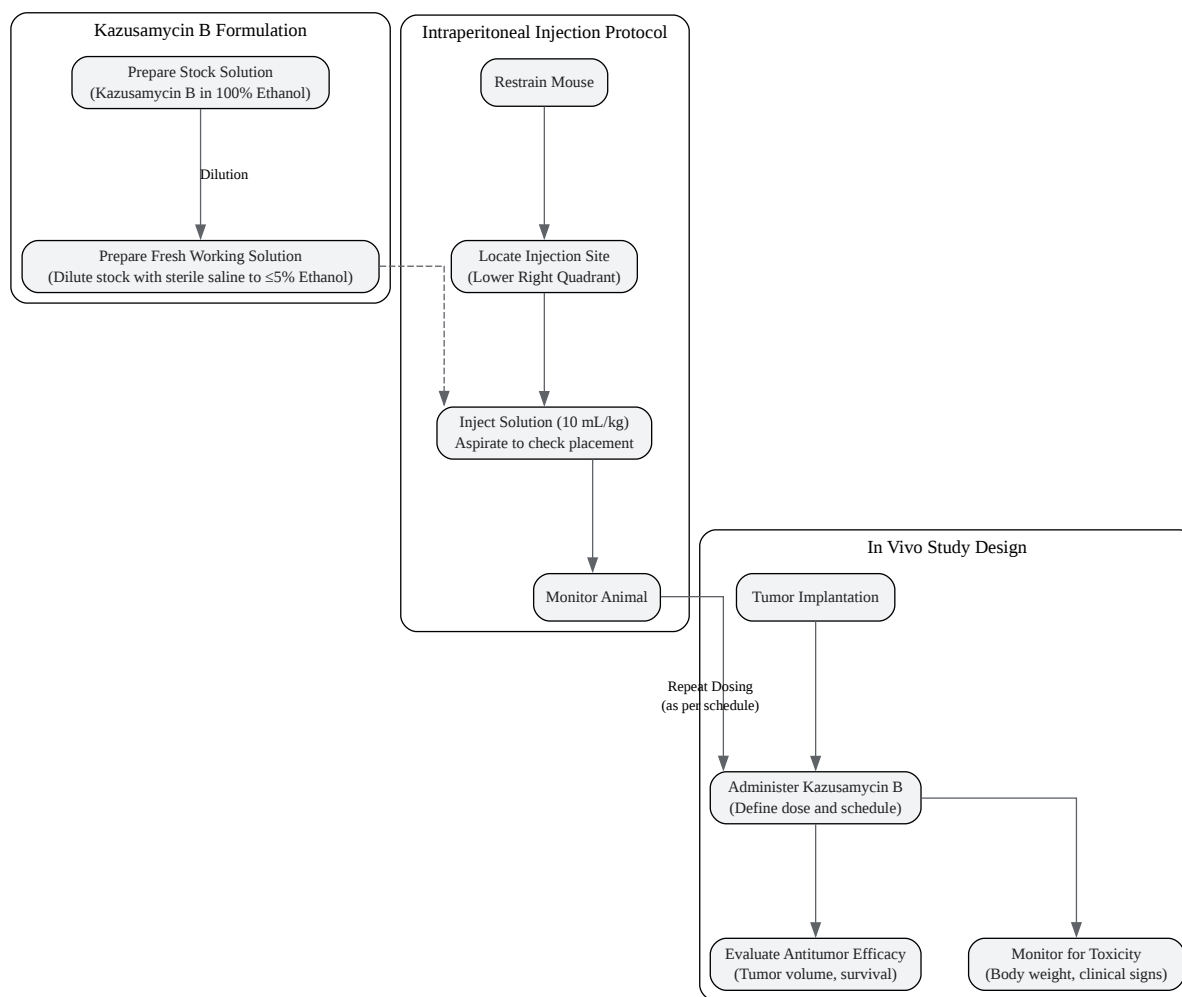 Kazusamycin B Formulation
Prepare Stock Solution
(Kazusamycin B in 100% Ethanol)
Dilution
Prepare Fresh Working Solution
(Dilute stock with sterile saline to ≤5% Ethanol)
Intraperitoneal Injection Protocol
Restrain Mouse
Locate Injection Site
(Lower Right Quadrant)
Inject Solution (10 mL/kg)
Aspirate to check placement
Monitor Animal
Repeat Dosing
(as per schedule)
In Vivo Study Design
Tumor Implantation
Administer Kazusamycin B
(Define dose and schedule)
Evaluate Antitumor Efficacy
(Tumor volume, survival)
Monitor for Toxicity
(Body weight, clinical signs)